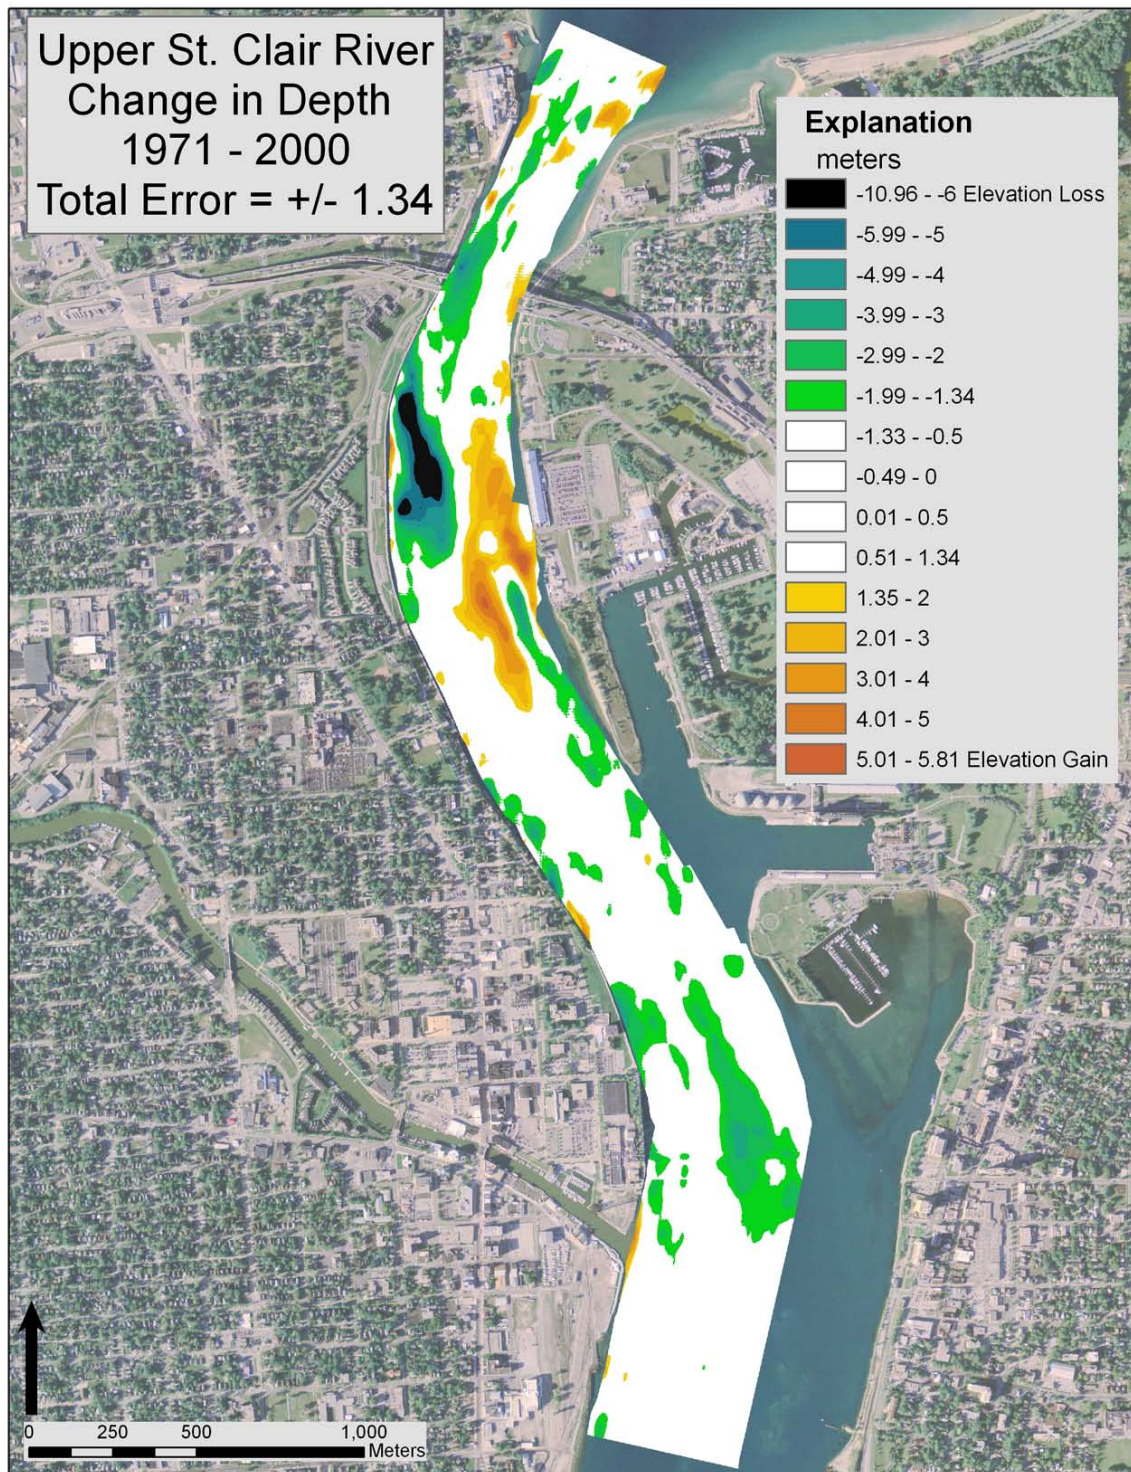 Upper St. Clair River
Change in Depth
1971 - 2000
Total Error = +/- 1.34
Explanation
meters
-10.96 - -6 Elevation Loss
-5.99 - -5
-4.99 - -4
-3.99 - -3
-2.99 - -2
-1.99 - -1.34
-1.33 - -0.5
-0.49 - 0
0.01 - 0.5
0.51 - 1.34
1.35 - 2
2.01 - 3
3.01 - 4
4.01 - 5
5.01 - 5.81 Elevation Gain
0 250 500 1,000
Meters